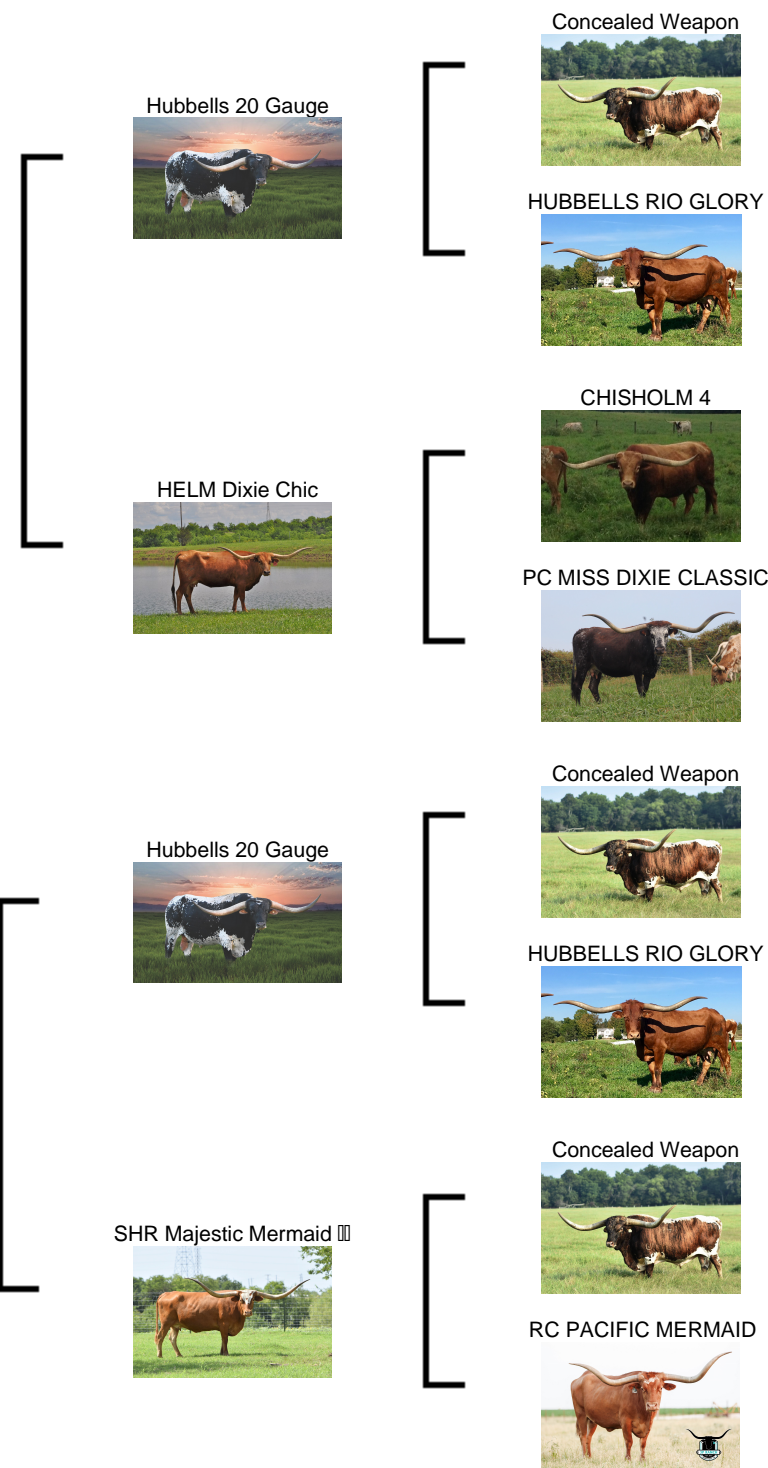 Concealed Weapon
Hubbells 20 Gauge
HUBBELLS RIO GLORY
CHISHOLM 4
HELM Dixie Chic
PC MISS DIXIE CLASSIC
Concealed Weapon
Hubbells 20 Gauge
HUBBELLS RIO GLORY
Concealed Weapon
SHR Majestic Mermaid
RC PACIFIC MERMAID